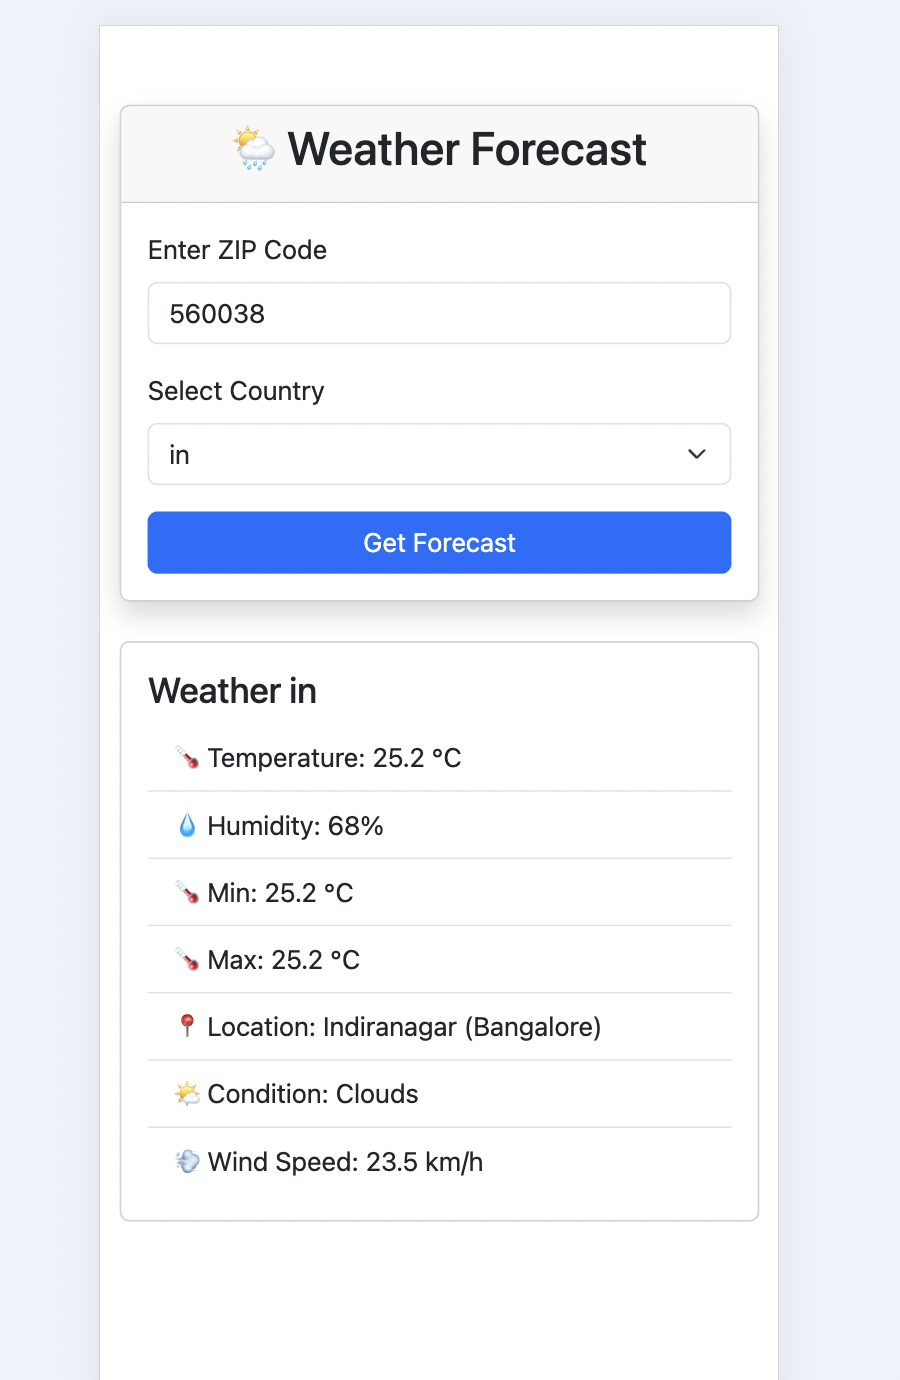 🌦️ Weather Forecast
Enter ZIP Code
560038
Select Country
in
Get Forecast
Weather in
🌡️ Temperature: 25.2 °C
💧 Humidity: 68%
🌡️ Min: 25.2 °C
🌡️ Max: 25.2 °C
📍 Location: Indiranagar (Bangalore)
🌤️ Condition: Clouds
💨 Wind Speed: 23.5 km/h